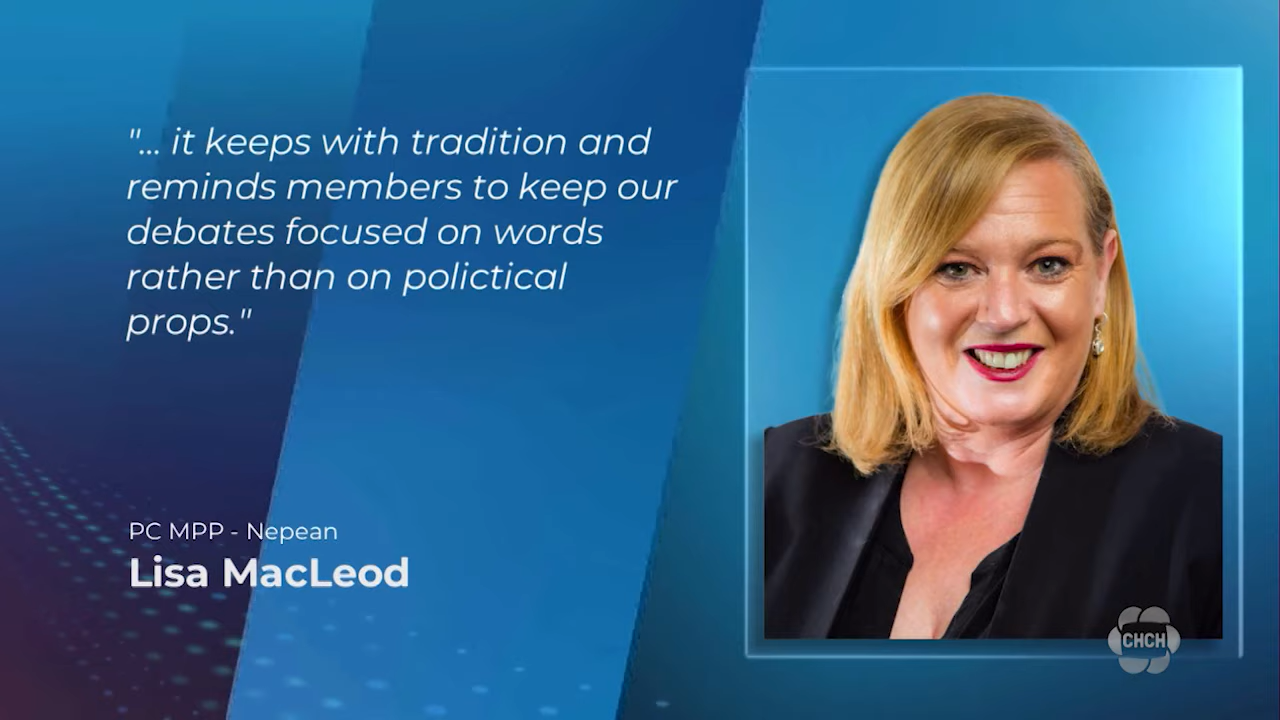 "... it keeps with tradition and
reminds members to keep our
debates focused on words
rather than on polictical
props."
PC MPP - Nepean
Lisa MacLeod
CHCH